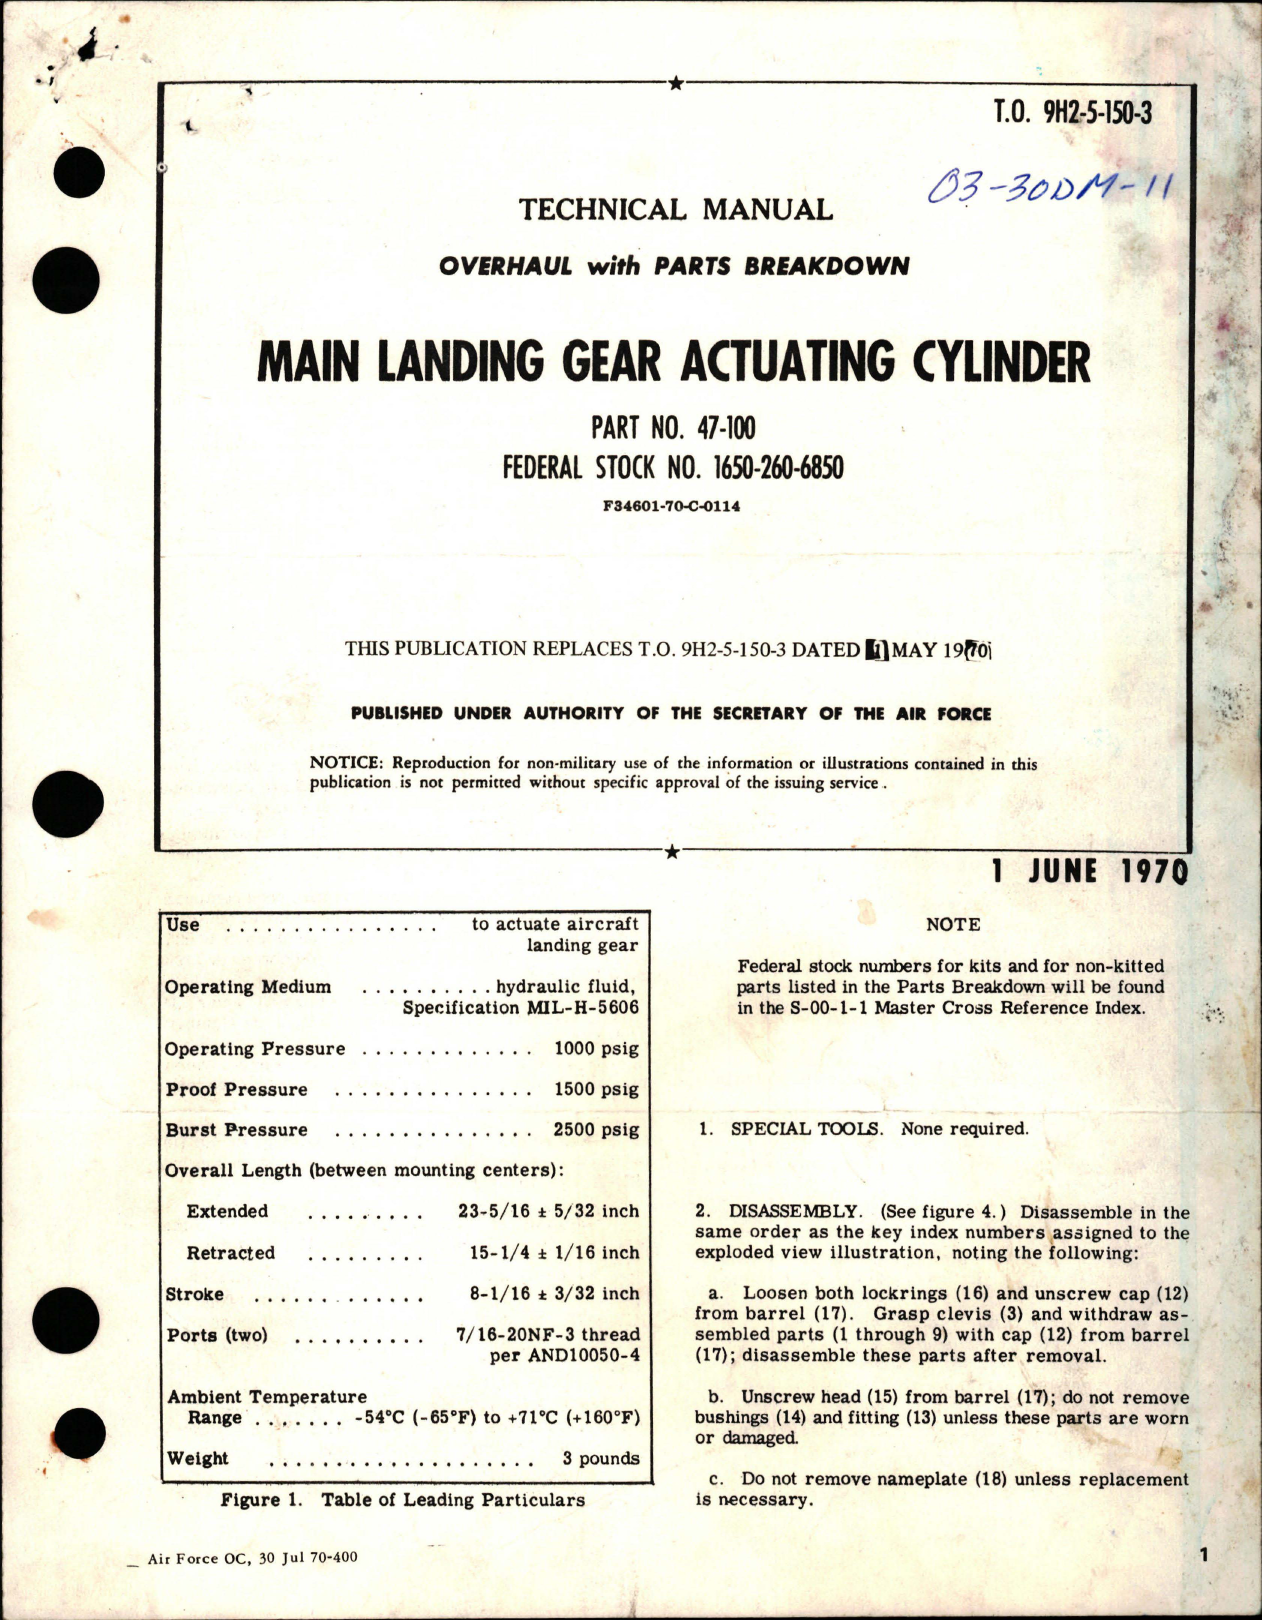 T.O. 9H2-5-150-3
03-30DM-11
TECHNICAL MANUAL
OVERHAUL with PARTS BREAKDOWN
MAIN LANDING GEAR ACTUATING CYLINDER
PART NO. 47-100
FEDERAL STOCK NO. 1650-260-6850
F34601-70-C-0114
THIS PUBLICATION REPLACES T.O. 9H2-5-150-3 DATED 1 MAY 1970
PUBLISHED UNDER AUTHORITY OF THE SECRETARY OF THE AIR FORCE
NOTICE: Reproduction for non-military use of the information or illustrations contained in this
publication is not permitted without specific approval of the issuing service.
1 JUNE 1970
Use . . . . . . . . . . . . . . . . to actuate aircraft
landing gear
Operating Medium . . . . . . . . . . hydraulic fluid,
Specification MIL-H-5606
Operating Pressure . . . . . . . . . . . . . 1000 psig
Proof Pressure . . . . . . . . . . . . . . . 1500 psig
Burst Pressure . . . . . . . . . . . . . . . 2500 psig
Overall Length (between mounting centers):
Extended . . . . . . . . . 23-5/16 ± 5/32 inch
Retracted . . . . . . . . . 15-1/4 ± 1/16 inch
Stroke . . . . . . . . . . . . . 8-1/16 ± 3/32 inch
Ports (two) . . . . . . . . . . 7/16-20NF-3 thread
per AND10050-4
Ambient Temperature
Range . . . . . . . -54°C (-65°F) to +71°C (+160°F)
Weight . . . . . . . . . . . . . . . . . . . . 3 pounds
Figure 1. Table of Leading Particulars
NOTE
Federal stock numbers for kits and for non-kitted
parts listed in the Parts Breakdown will be found
in the S-00-1-1 Master Cross Reference Index.
1. SPECIAL TOOLS. None required.
2. DISASSEMBLY. (See figure 4.) Disassemble in the
same order as the key index numbers assigned to the
exploded view illustration, noting the following:
a. Loosen both lockrings (16) and unscrew cap (12)
from barrel (17). Grasp clevis (3) and withdraw as-
sembled parts (1 through 9) with cap (12) from barrel
(17); disassemble these parts after removal.
b. Unscrew head (15) from barrel (17); do not remove
bushings (14) and fitting (13) unless these parts are worn
or damaged.
c. Do not remove nameplate (18) unless replacement
is necessary.
Air Force OC, 30 Jul 70-400
1